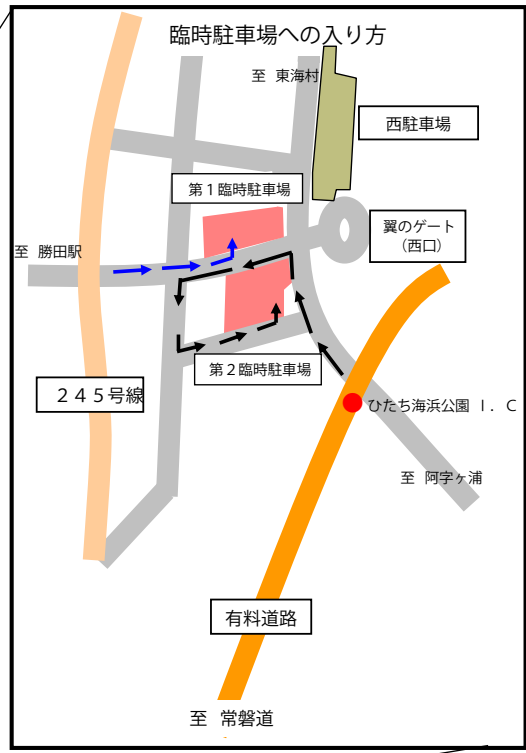 臨時駐車場への入り方
至 東海村
西駐車場
第1臨時駐車場
翼のゲート
（西口）
至 勝田駅
第2臨時駐車場
２４５号線
ひたち海浜公園 Ｉ．Ｃ
至 阿字ヶ浦
有料道路
至 常磐道